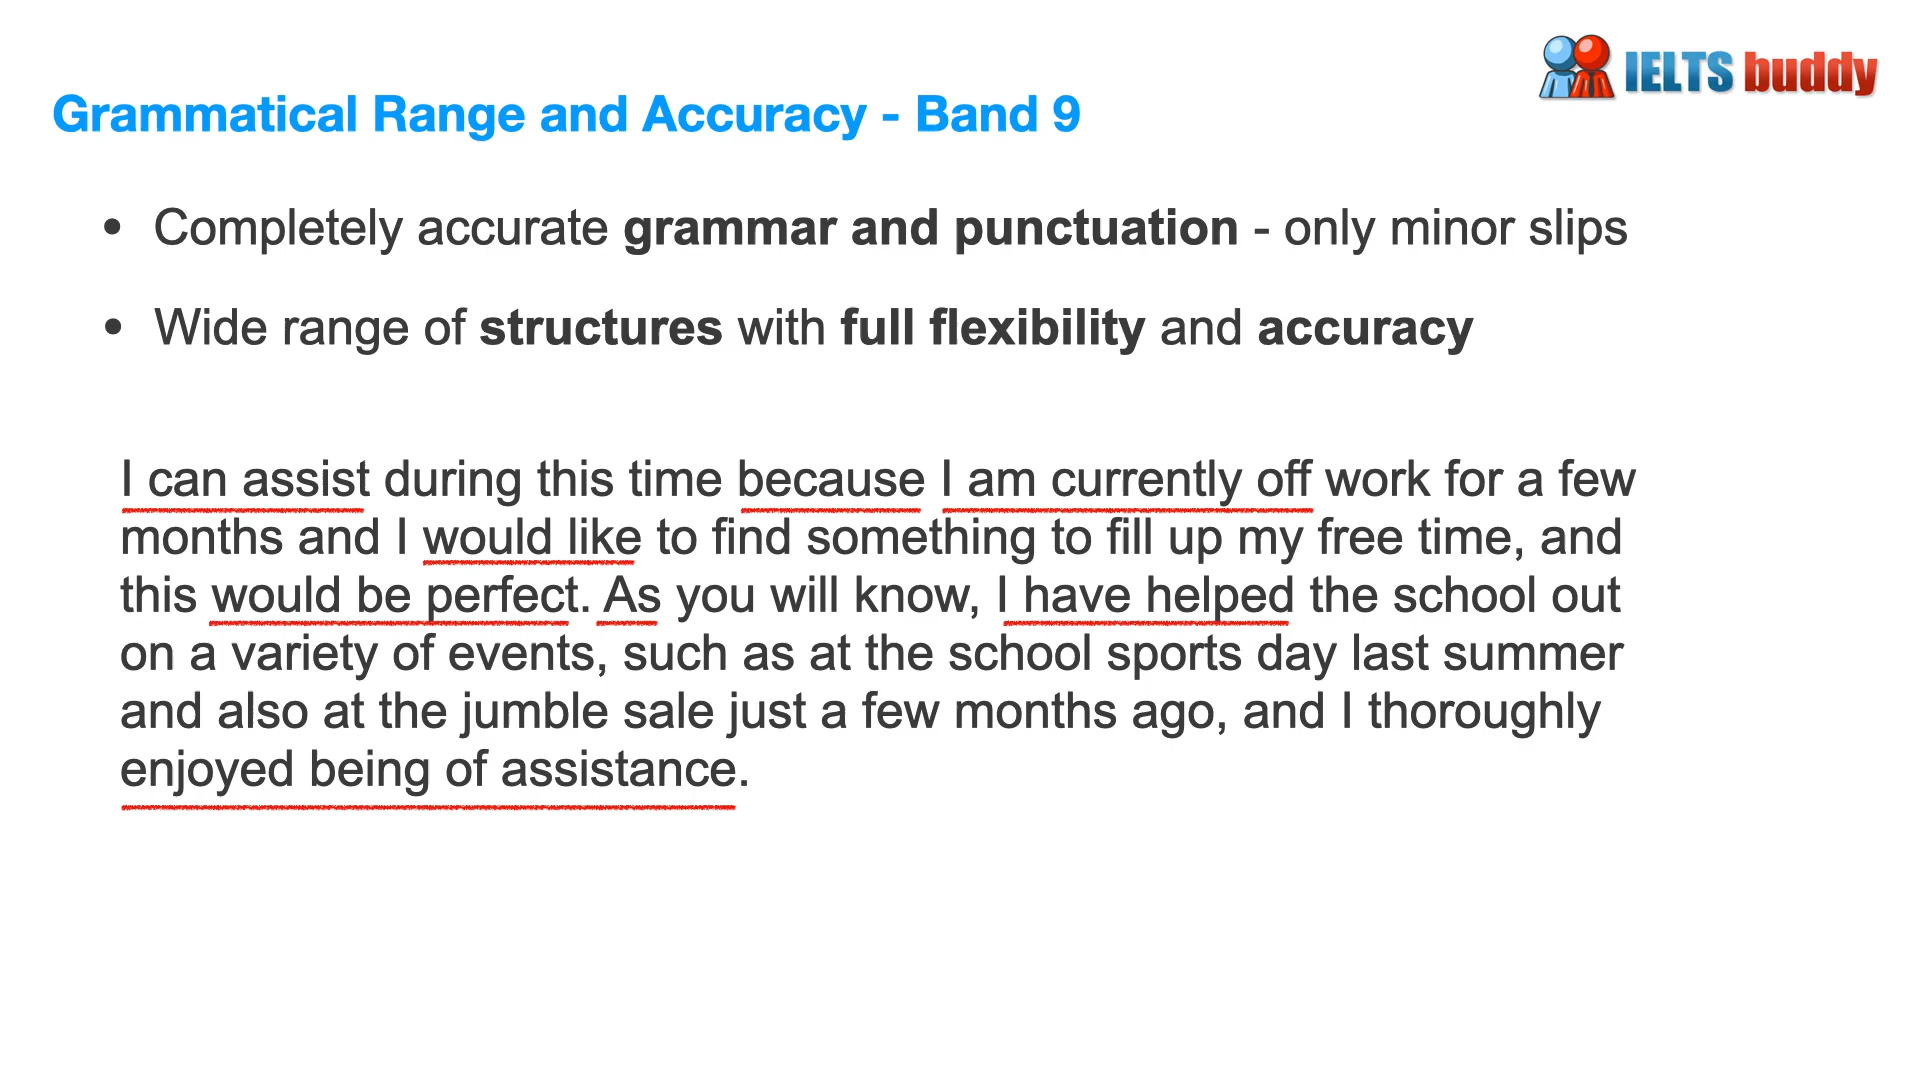 IELTS buddy
Grammatical Range and Accuracy - Band 9
• Completely accurate grammar and punctuation - only minor slips
• Wide range of structures with full flexibility and accuracy
I can assist during this time because I am currently off work for a few
months and I would like to find something to fill up my free time, and
this would be perfect. As you will know, I have helped the school out
on a variety of events, such as at the school sports day last summer
and also at the jumble sale just a few months ago, and I thoroughly
enjoyed being of assistance.